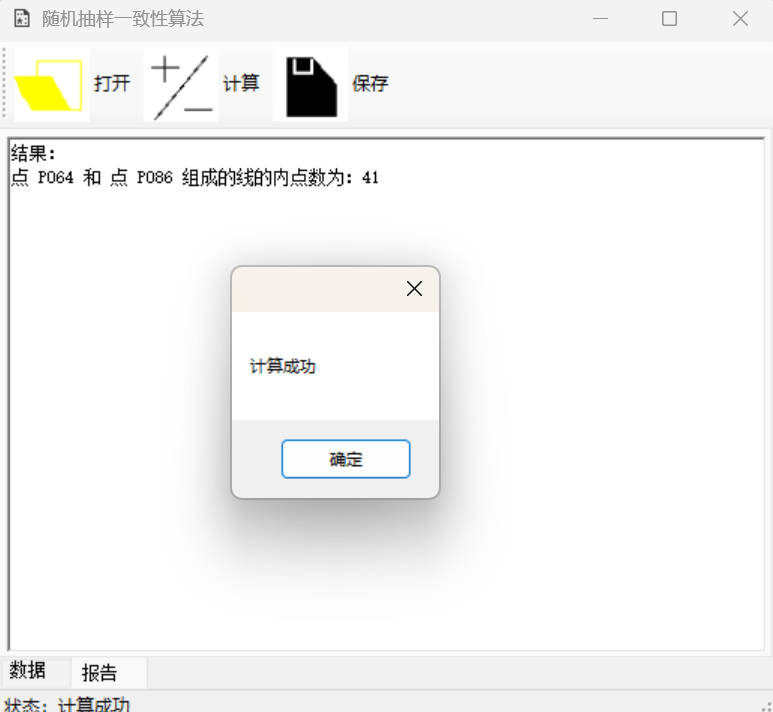 随机抽样一致性算法
打开 计算 保存
结果:
点 P064 和 点 P086 组成的线的内点数为: 41
计算成功
确定
数据 报告
状态: 计算成功